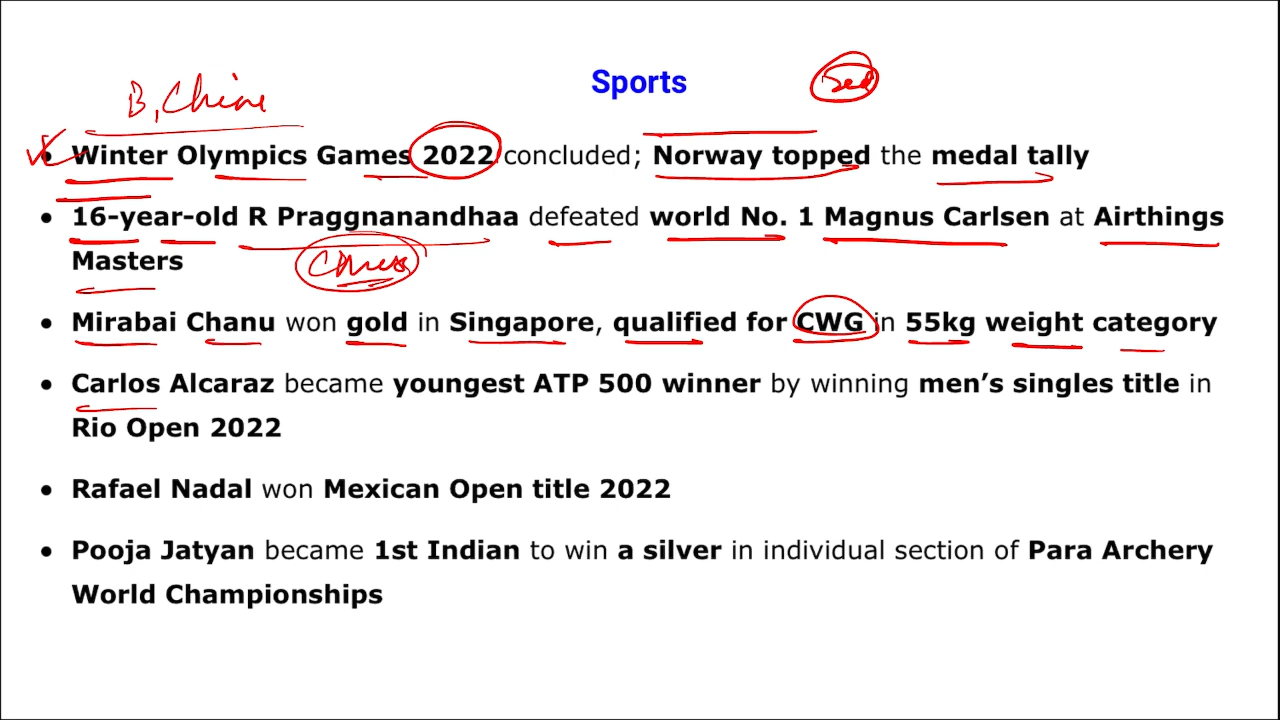 Sports
B, China
• Winter Olympics Games 2022 concluded; Norway topped the medal tally
• 16-year-old R Praggnanandhaa defeated world No. 1 Magnus Carlsen at Airthings
Masters
Chess
• Mirabai Chanu won gold in Singapore, qualified for CWG in 55kg weight category
• Carlos Alcaraz became youngest ATP 500 winner by winning men’s singles title in
Rio Open 2022
• Rafael Nadal won Mexican Open title 2022
• Pooja Jatyan became 1st Indian to win a silver in individual section of Para Archery
World Championships